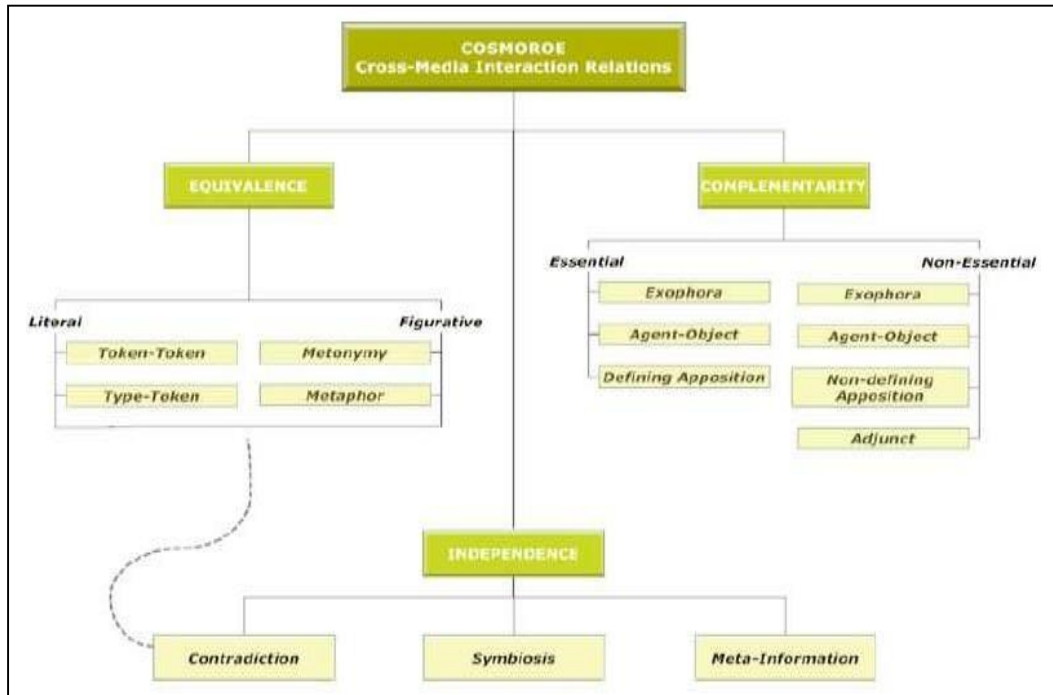 COSMOROE
Cross-Media Interaction Relations
EQUIVALENCE
COMPLEMENTARITY
Essential
Non-Essential
Exophora
Exophora
Literal
Figurative
Agent-Object
Agent-Object
Token-Token
Metonymy
Defining Apposition
Non-defining
Apposition
Type-Token
Metaphor
Adjunct
INDEPENDENCE
Contradiction
Symbiosis
Meta-Information